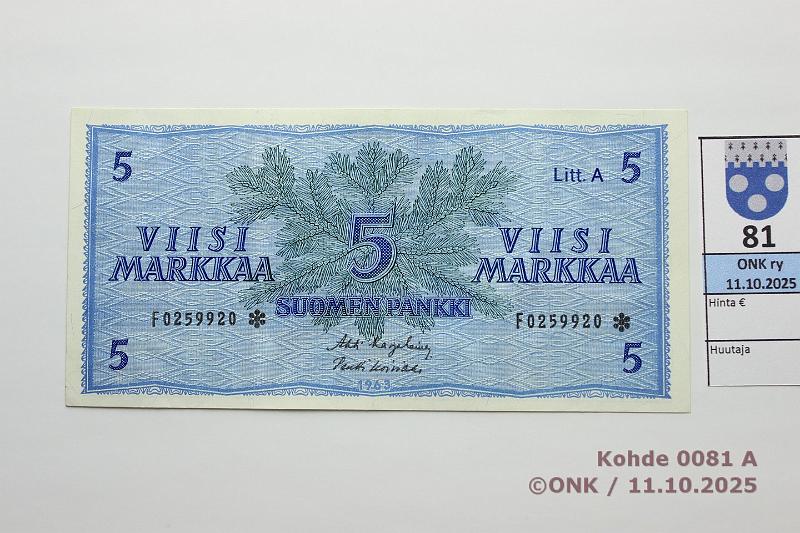 5
Litt. A 5
5
VIISI
MARKKAA
VIISI
MARKKAA
SUOMEN PANKKI
F0259920 ✽
F0259920 ✽
5
5
1963
81
ONK ry
11.10.2025
Hinta €
Huutaja
Kohde 0081 A
©ONK / 11.10.2025